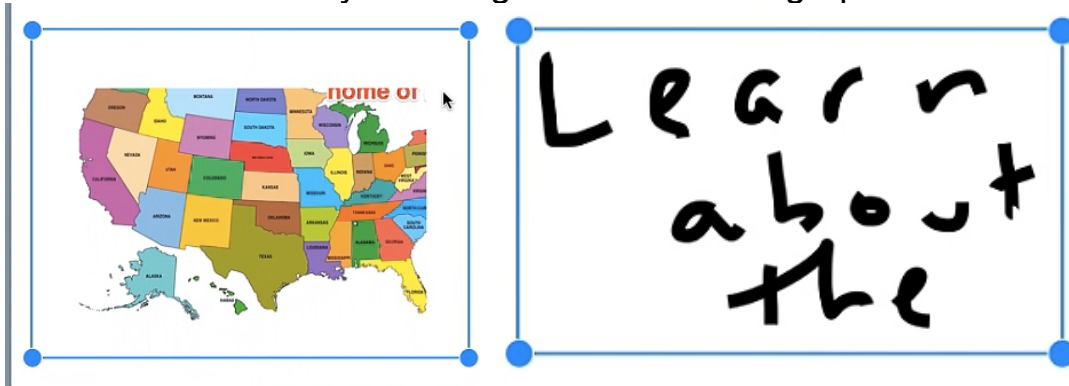 home of
MONTANA
NORTH DAKOTA
MINNESOTA
OREGON
IDAHO
WYOMING
SOUTH DAKOTA
WISCONSIN
MICHIGAN
NEVADA
UTAH
COLORADO
NEBRASKA
IOWA
ILLINOIS
INDIANA
OHIO
WEST VIRGINIA
CALIFORNIA
KANSAS
MISSOURI
KENTUCKY
ARIZONA
NEW MEXICO
OKLAHOMA
ARKANSAS
TENNESSEE
SOUTH CAROLINA
TEXAS
LOUISIANA
MISSISSIPPI
ALABAMA
GEORGIA
ALASKA
HAWAII
FLORIDA
Learn
about
the